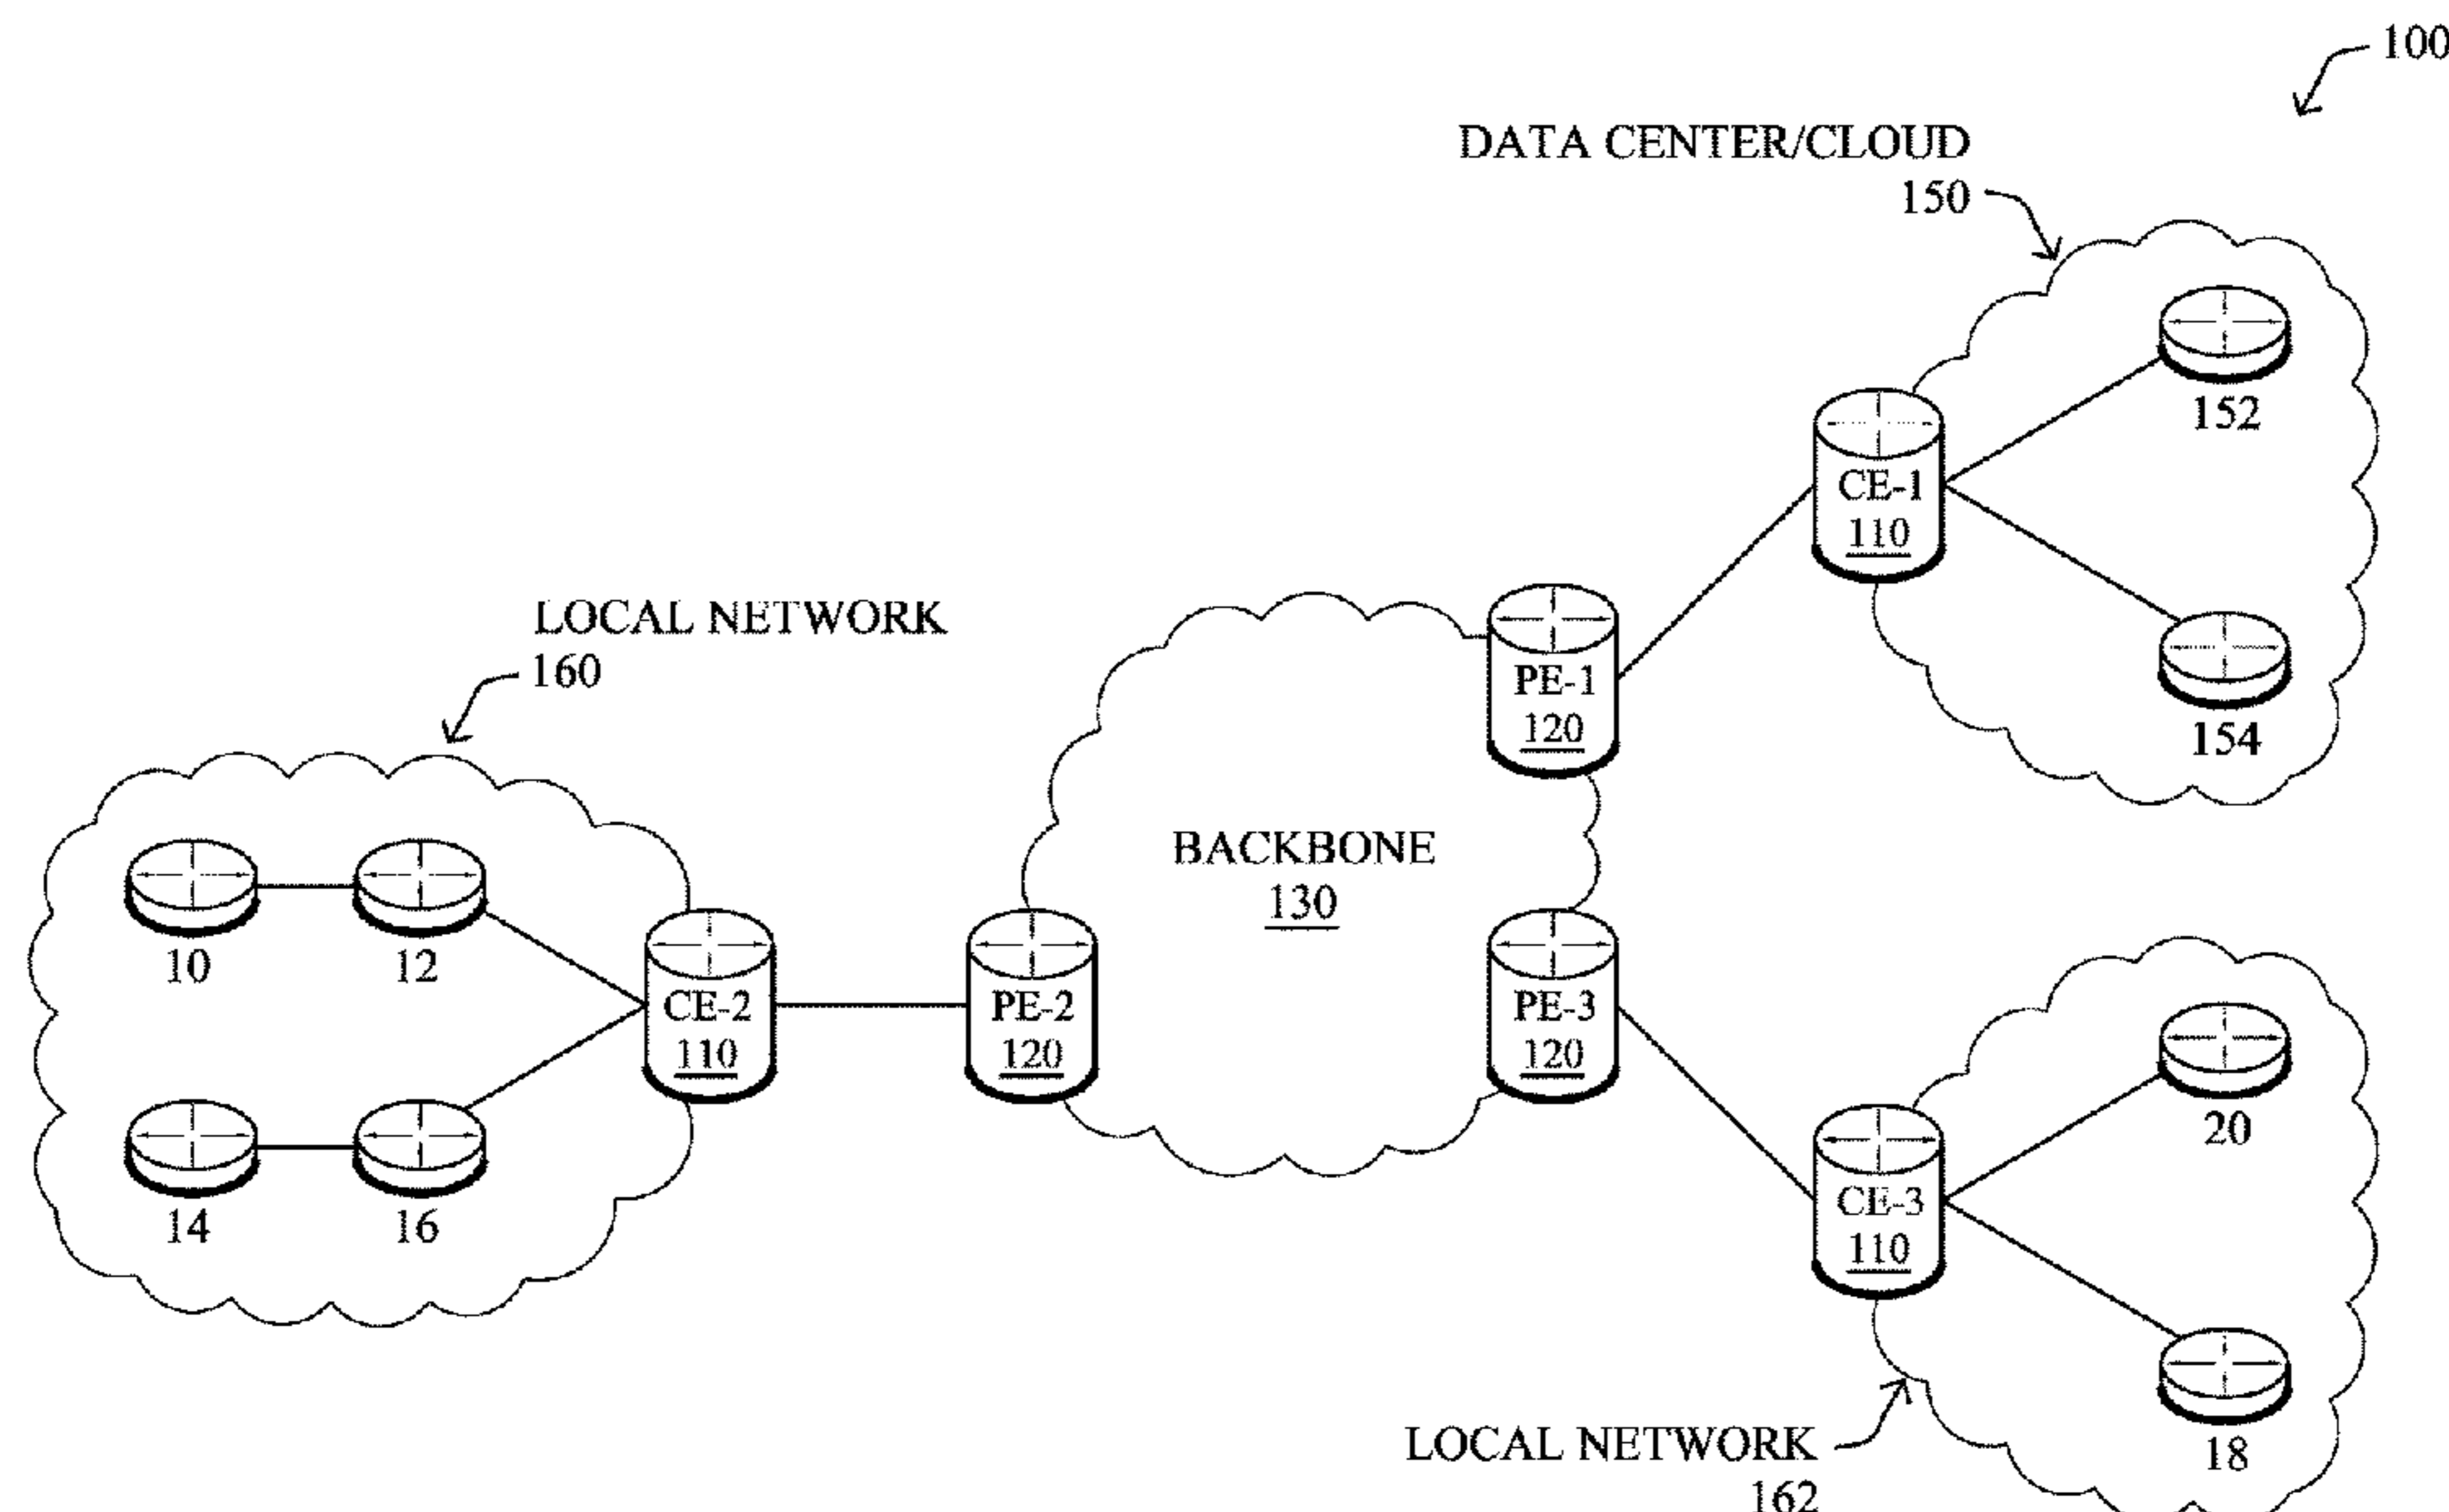 100
DATA CENTER/CLOUD
150
152
CE-1
110
154
LOCAL NETWORK
160
PE-1
120
BACKBONE
130
10
12
CE-2
110
PE-2
120
PE-3
120
14
16
20
CE-3
110
18
LOCAL NETWORK
162